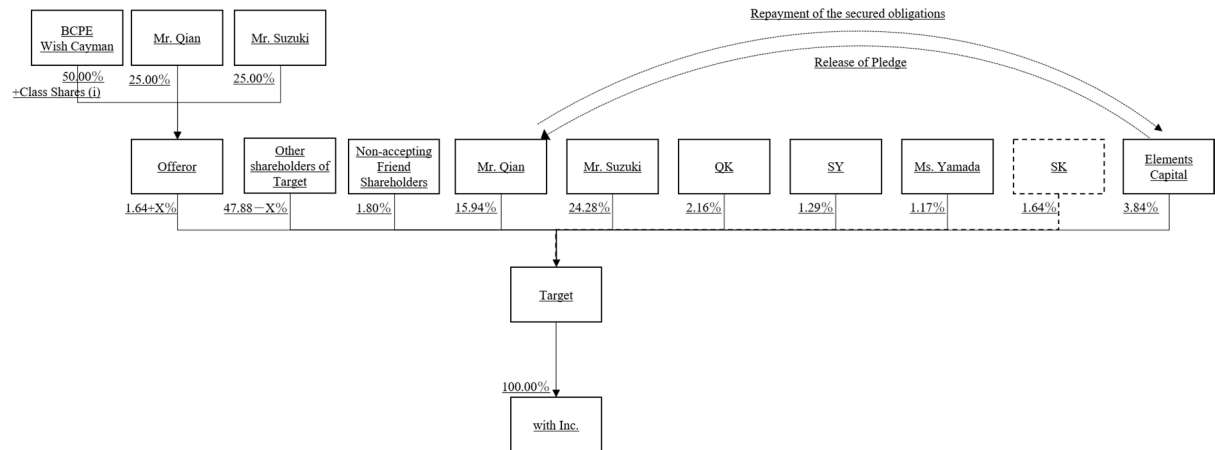 Repayment of the secured obligations
BCPE
Wish Cayman
Mr. Qian
Mr. Suzuki
Release of Pledge
50.00%
25.00%
25.00%
+Class Shares (i)
Offeror
Other
shareholders of
Target
Non-accepting
Friend
Shareholders
Mr. Qian
Mr. Suzuki
QK
SY
Ms. Yamada
SK
Elements
Capital
1.64+X%
47.88－X%
1.80%
15.94%
24.28%
2.16%
1.29%
1.17%
1.64%
3.84%
Target
100.00%
with Inc.